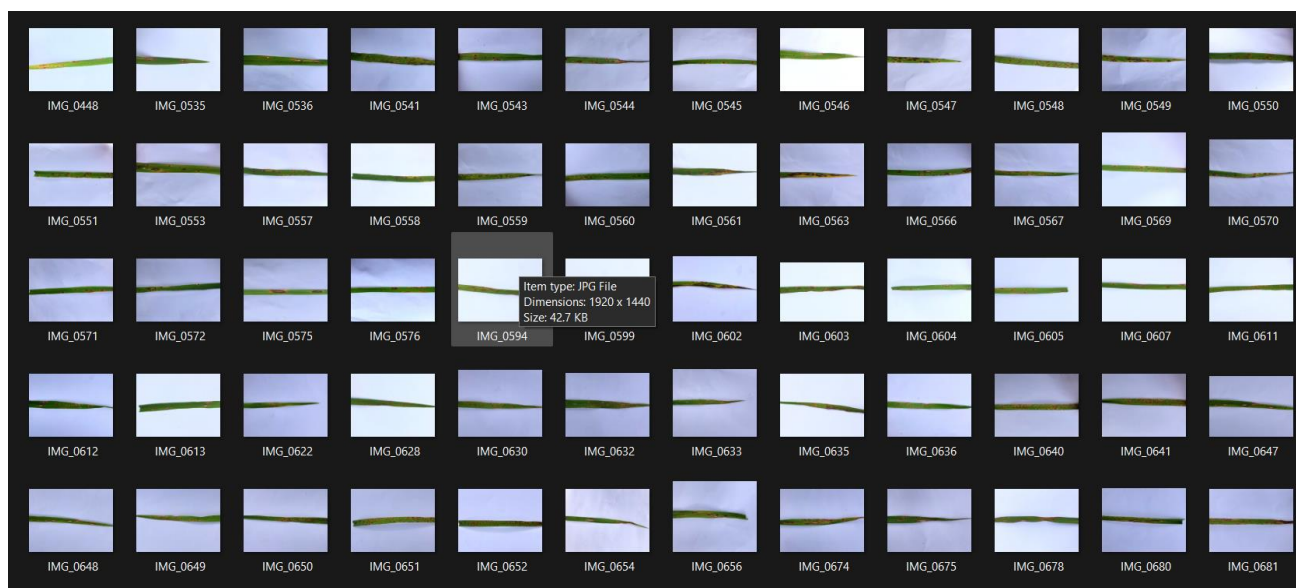 IMG_0448 IMG_0535 IMG_0536 IMG_0541 IMG_0543 IMG_0544 IMG_0545 IMG_0546 IMG_0547 IMG_0548 IMG_0549 IMG_0550
IMG_0551 IMG_0553 IMG_0557 IMG_0558 IMG_0559 IMG_0560 IMG_0561 IMG_0563 IMG_0566 IMG_0567 IMG_0569 IMG_0570
Item type: JPG File
Dimensions: 1920 x 1440
Size: 42.7 KB
IMG_0571 IMG_0572 IMG_0575 IMG_0576 IMG_0594 IMG_0599 IMG_0602 IMG_0603 IMG_0604 IMG_0605 IMG_0607 IMG_0611
IMG_0612 IMG_0613 IMG_0622 IMG_0628 IMG_0630 IMG_0632 IMG_0633 IMG_0635 IMG_0636 IMG_0640 IMG_0641 IMG_0647
IMG_0648 IMG_0649 IMG_0650 IMG_0651 IMG_0652 IMG_0654 IMG_0656 IMG_0674 IMG_0675 IMG_0678 IMG_0680 IMG_0681